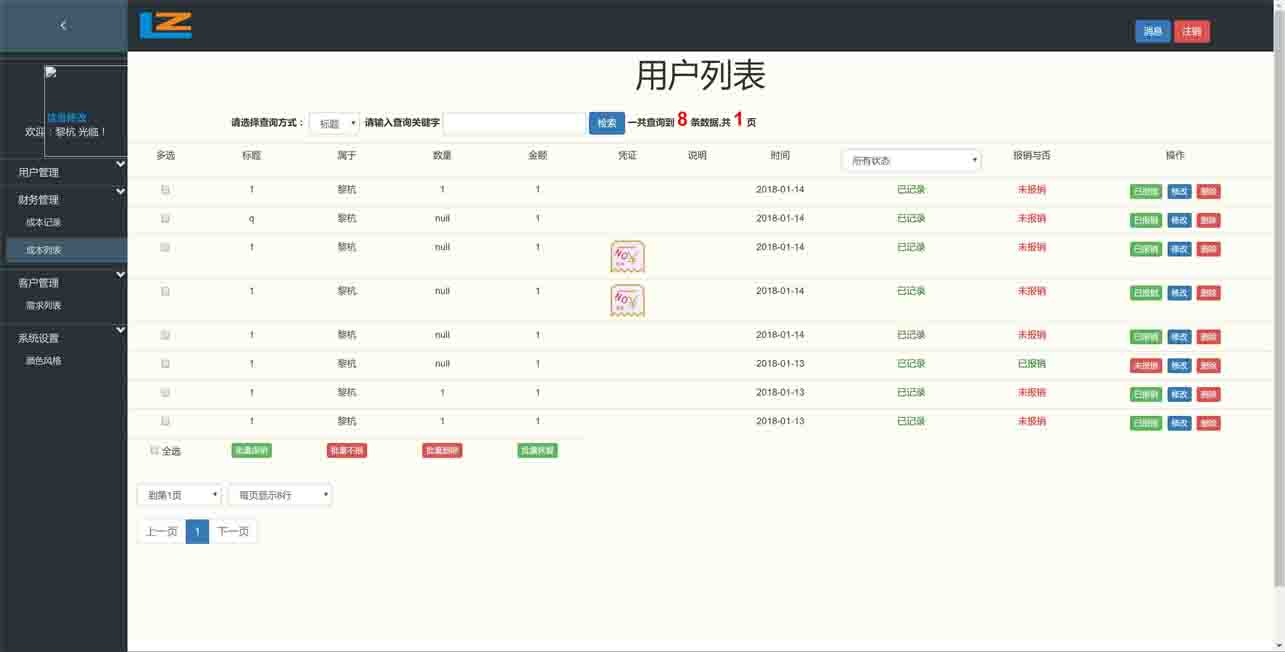 LZ
消息 注销
用户列表
信息修改
欢迎：黎杭 光临！
请选择查询方式： 标题 请输入查询关键字 检索 一共查询到 8 条数据,共 1 页
用户管理
财务管理
成本记录
成本列表
客户管理
需求列表
系统设置
颜色风格
多选 标题 属于 数量 金额 凭证 说明 时间 所有状态 报销与否 操作
1 黎杭 1 1 2018-01-14 已记录 未报销 已报销 修改 删除
q 黎杭 null 1 2018-01-14 已记录 未报销 已报销 修改 删除
1 黎杭 null 1 NO 2018-01-14 已记录 未报销 已报销 修改 删除
1 黎杭 null 1 NO 2018-01-14 已记录 未报销 已报销 修改 删除
1 黎杭 null 1 2018-01-14 已记录 未报销 已报销 修改 删除
1 黎杭 null 1 2018-01-13 已记录 已报销 未报销 修改 删除
1 黎杭 1 1 2018-01-13 已记录 未报销 已报销 修改 删除
1 黎杭 1 1 2018-01-13 已记录 未报销 已报销 修改 删除
全选 批量报销 批量不报 批量删除
到第1页 每页显示8行
上一页 1 下一页